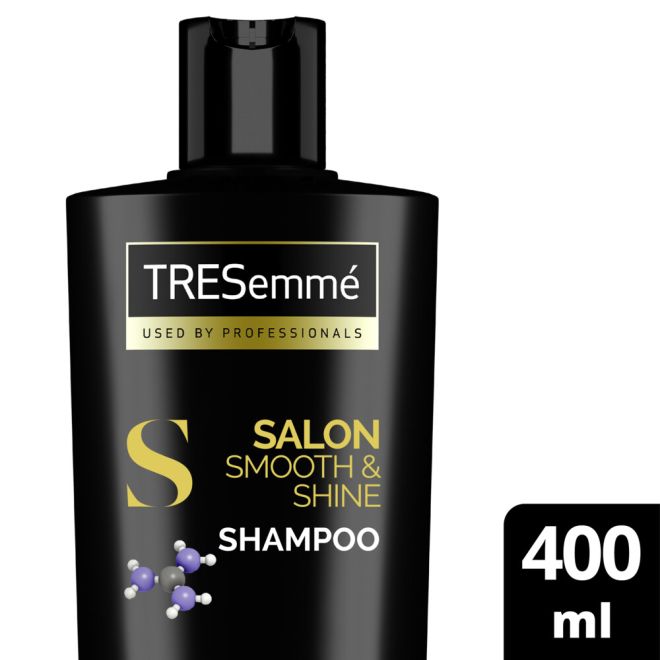 TRESemmé
USED BY PROFESSIONALS
S
SALON
SMOOTH &
SHINE
SHAMPOO
400
ml